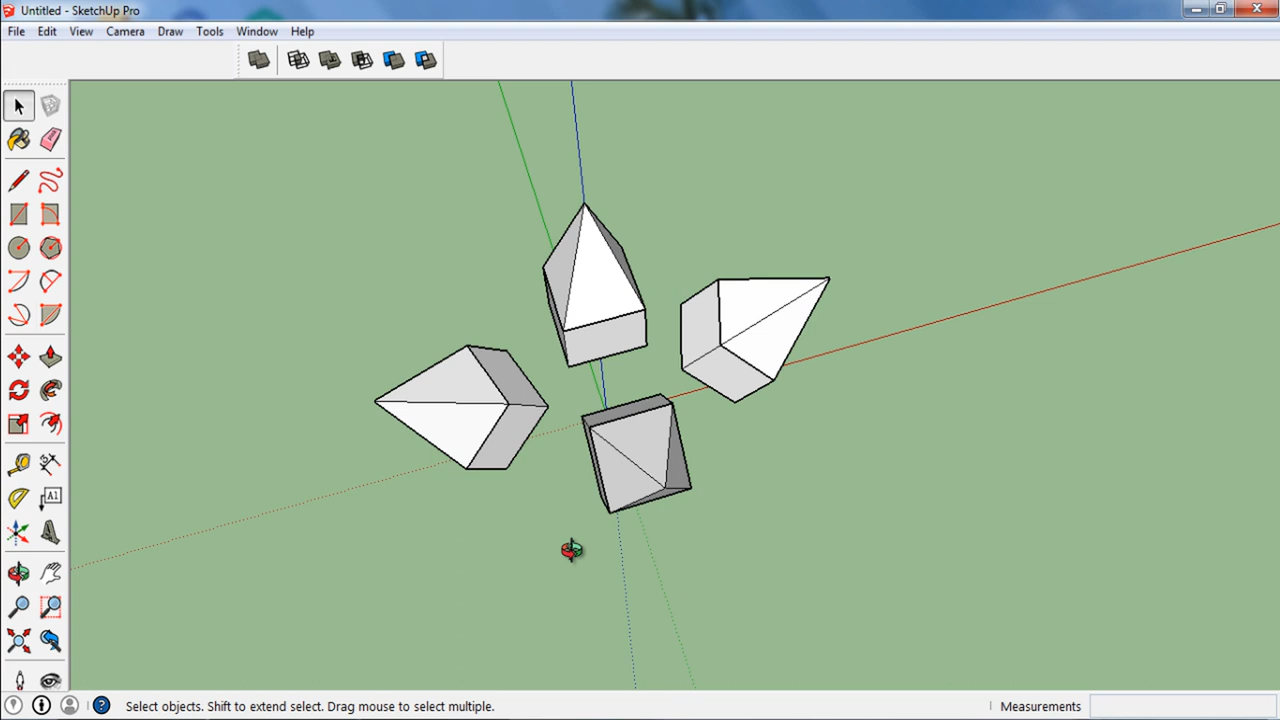 Untitled - SketchUp Pro
File Edit View Camera Draw Tools Window Help
A1
Select objects. Shift to extend select. Drag mouse to select multiple.
Measurements